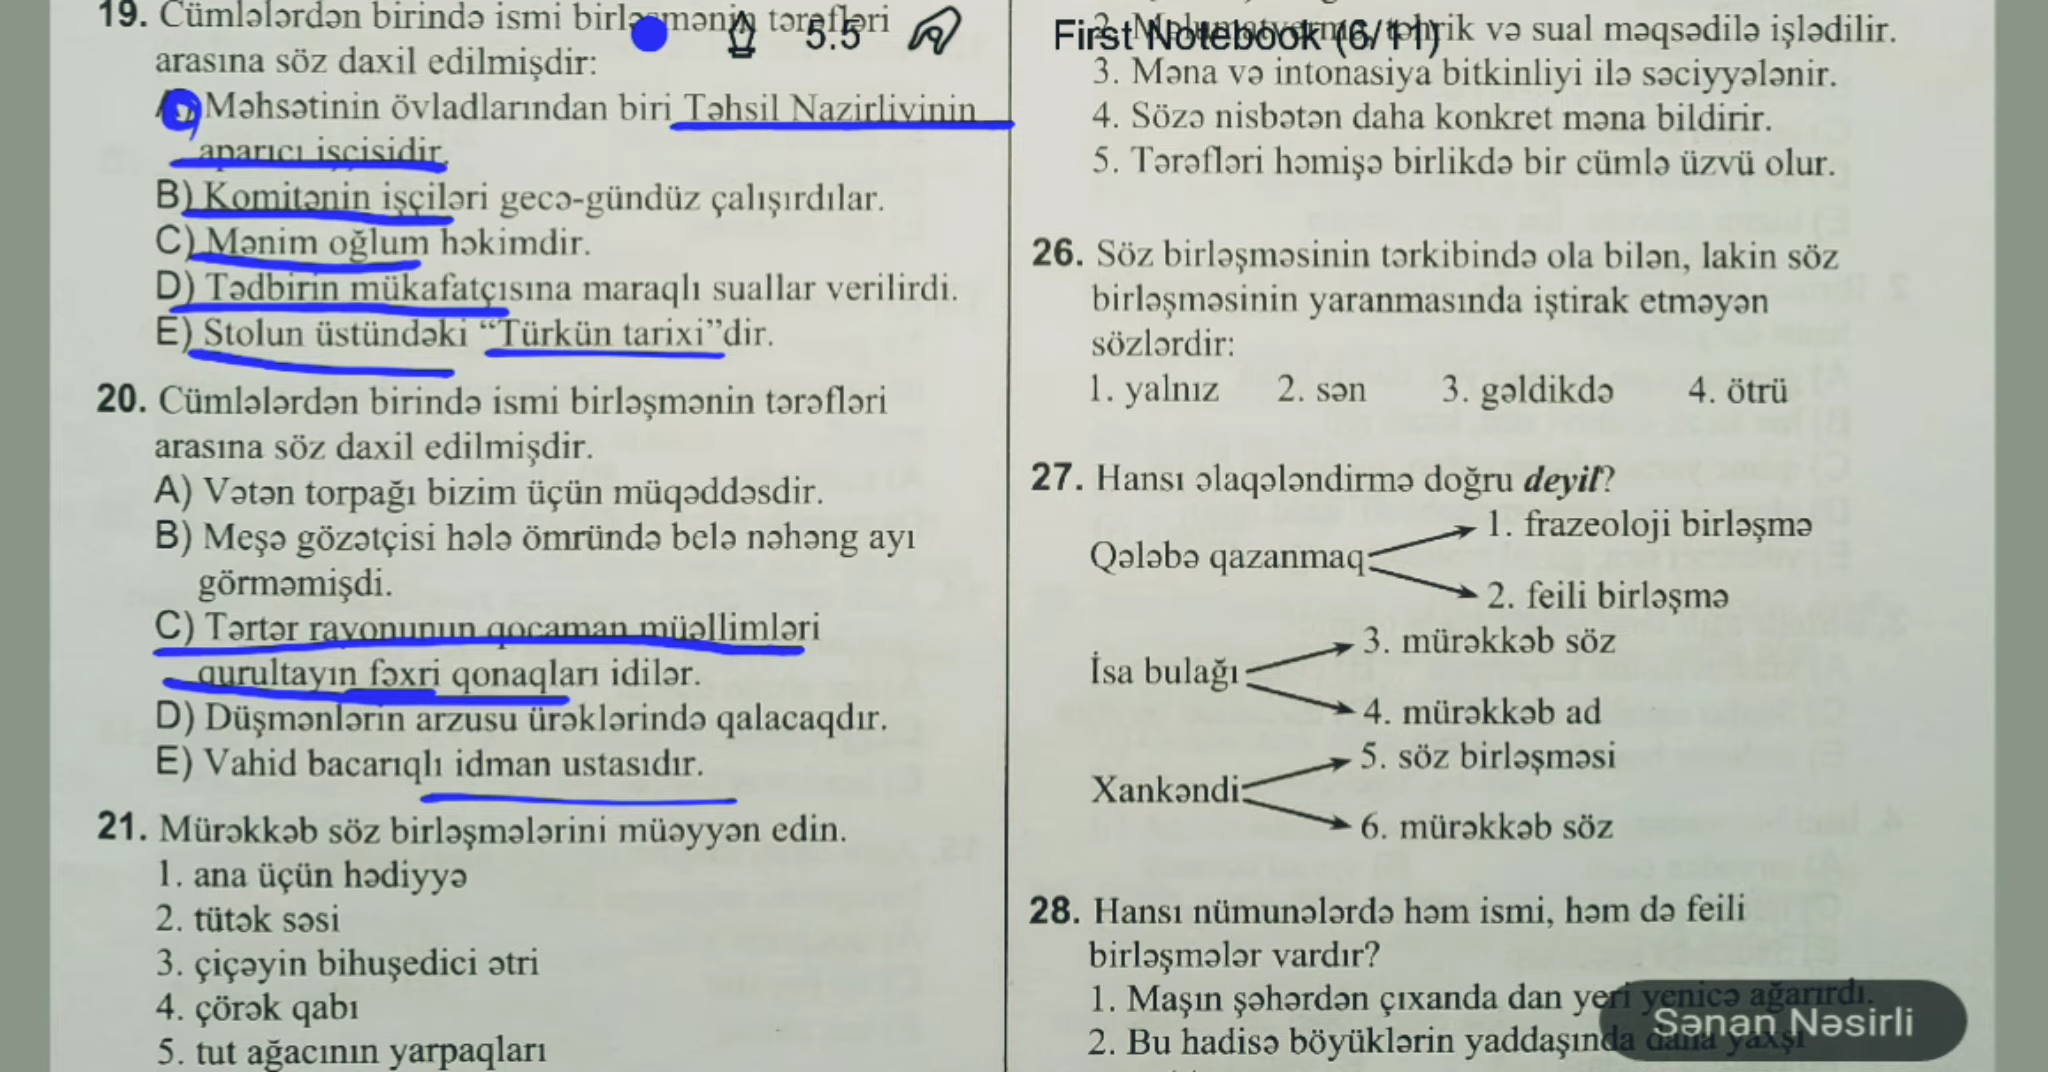 19. Cümlələrdən birində ismi birləşmənin tərəfləri
arasına söz daxil edilmişdir:
A) Məhsətinin övladlarından biri Təhsil Nazirliyinin
aparıcı işçisidir.
B) Komitənin işçiləri gecə-gündüz çalışırdılar.
C) Mənim oğlum həkimdir.
D) Tədbirin mükafatçısına maraqlı suallar verilirdi.
E) Stolun üstündəki “Türkün tarixi”dir.
20. Cümlələrdən birində ismi birləşmənin tərəfləri
arasına söz daxil edilmişdir.
A) Vətən torpağı bizim üçün müqəddəsdir.
B) Meşə gözətçisi hələ ömründə belə nəhəng ayı
görməmişdi.
C) Tərtər rayonunun qocaman müəllimləri
qurultayın fəxri qonaqları idilər.
D) Düşmənlərin arzusu ürəklərində qalacaqdır.
E) Vahid bacarıqlı idman ustasıdır.
21. Mürəkkəb söz birləşmələrini müəyyən edin.
1. ana üçün hədiyyə
2. tütək səsi
3. çiçəyin bihuşedici ətri
4. çörək qabı
5. tut ağacının yarpaqları
5.5
First Notebook (6/11)
2. Məlumatvermə, təhrik və sual məqsədilə işlədilir.
3. Məna və intonasiya bitkinliyi ilə səciyyələnir.
4. Sözə nisbətən daha konkret məna bildirir.
5. Tərəfləri həmişə birlikdə bir cümlə üzvü olur.
26. Söz birləşməsinin tərkibində ola bilən, lakin söz
birləşməsinin yaranmasında iştirak etməyən
sözlərdir:
1. yalnız 2. sən 3. gəldikdə 4. ötrü
27. Hansı əlaqələndirmə doğru deyil?
1. frazeoloji birləşmə
Qələbə qazanmaq
2. feili birləşmə
3. mürəkkəb söz
İsa bulağı
4. mürəkkəb ad
5. söz birləşməsi
Xankəndi
6. mürəkkəb söz
28. Hansı nümunələrdə həm ismi, həm də feili
birləşmələr vardır?
1. Maşın şəhərdən çıxanda dan yeri yenicə ağarırdı.
2. Bu hadisə böyüklərin yaddaşında daha yaxşı
Sənan Nəsirli